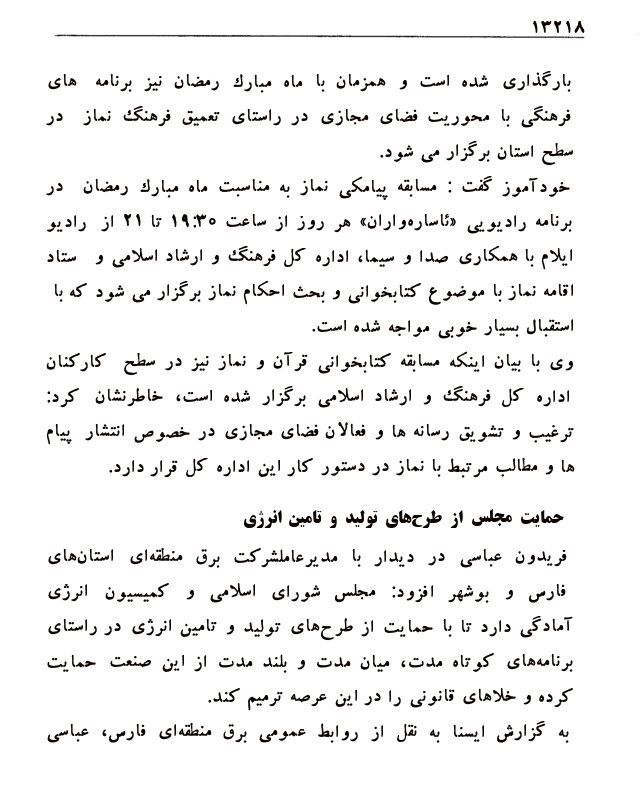 ۱۳۲۱۸
بارگذاری شده است و همزمان با ماه مبارک رمضان نیز برنامه های
فرهنگی با محوریت فضای مجازی در راستای تعمیق فرهنگ نماز در
سطح استان برگزار می شود.
خودآموز گفت : مسابقه پیامکی نماز به مناسبت ماه مبارک رمضان در
برنامه رادیویی «ئاساره‌واران» هر روز از ساعت ۱۹:۳۰ تا ۲۱ از رادیو
ایلام با همکاری صدا و سیما، اداره کل فرهنگ و ارشاد اسلامی و ستاد
اقامه نماز با موضوع کتابخوانی و بحث احکام نماز برگزار می شود که با
استقبال بسیار خوبی مواجه شده است.
وی با بیان اینکه مسابقه کتابخوانی قرآن و نماز نیز در سطح کارکنان
اداره کل فرهنگ و ارشاد اسلامی برگزار شده است، خاطرنشان کرد:
ترغیب و تشویق رسانه ها و فعالان فضای مجازی در خصوص انتشار پیام
ها و مطالب مرتبط با نماز در دستور کار این اداره کل قرار دارد.
حمایت مجلس از طرح‌های تولید و تامین انرژی
فریدون عباسی در دیدار با مدیرعاملشرکت برق منطقه‌ای استان‌های
فارس و بوشهر افزود: مجلس شورای اسلامی و کمیسیون انرژی
آمادگی دارد تا با حمایت از طرح‌های تولید و تامین انرژی در راستای
برنامه‌های کوتاه مدت، میان مدت و بلند مدت از این صنعت حمایت
کرده و خلاهای قانونی را در این عرصه ترمیم کند.
به گزارش ایسنا به نقل از روابط عمومی برق منطقه‌ای فارس، عباسی